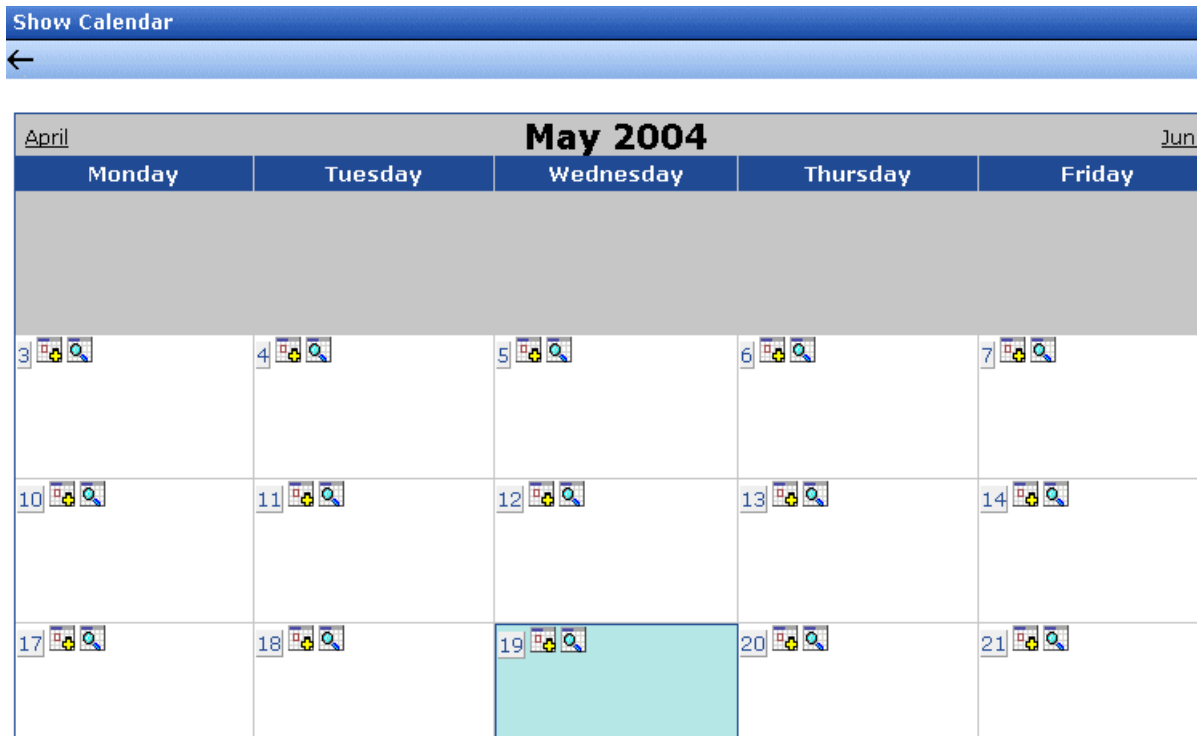 Show Calendar
April May 2004 Jun
Monday Tuesday Wednesday Thursday Friday
3 4 5 6 7
10 11 12 13 14
17 18 19 20 21